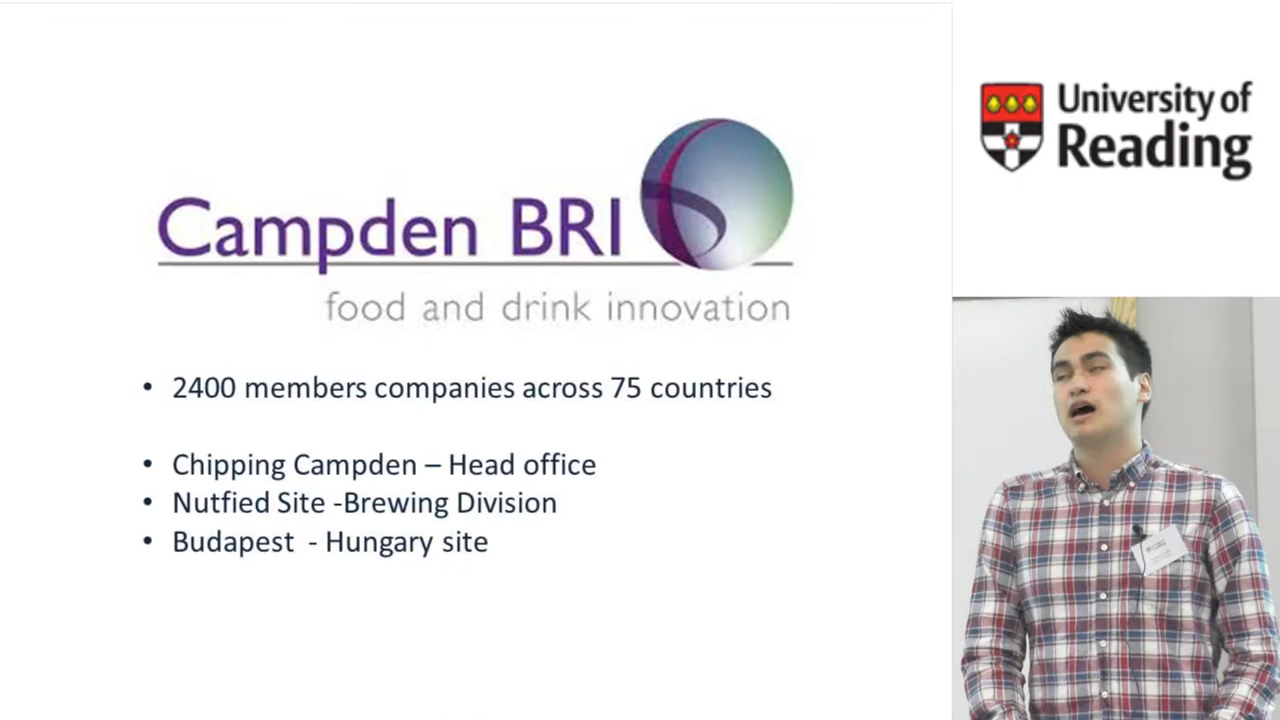 Campden BRI
food and drink innovation
• 2400 members companies across 75 countries
• Chipping Campden – Head office
• Nutfied Site -Brewing Division
• Budapest - Hungary site
University of
Reading